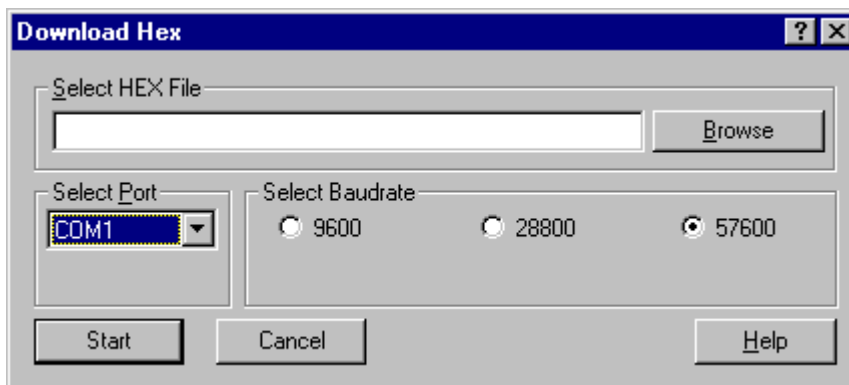 Download Hex
Select HEX File
Browse
Select Port
Select Baudrate
COM1
9600
28800
57600
Start
Cancel
Help